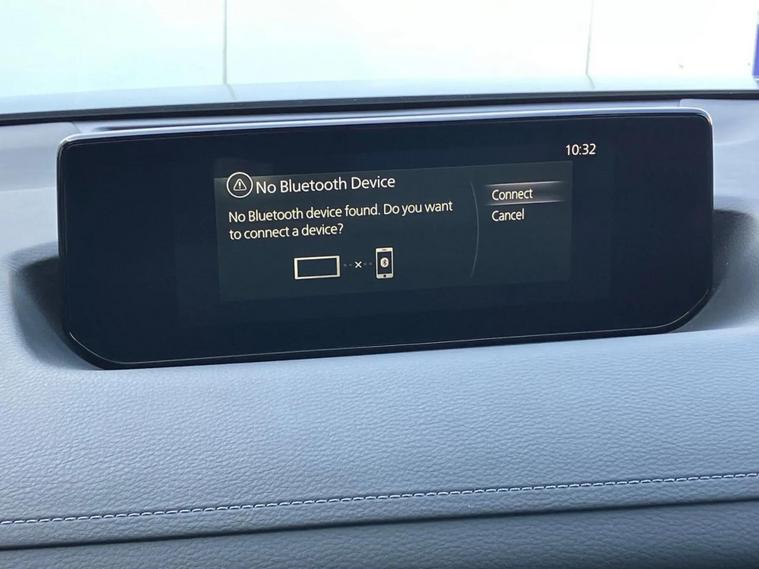 10:32
No Bluetooth Device
No Bluetooth device found. Do you want
to connect a device?
Connect
Cancel